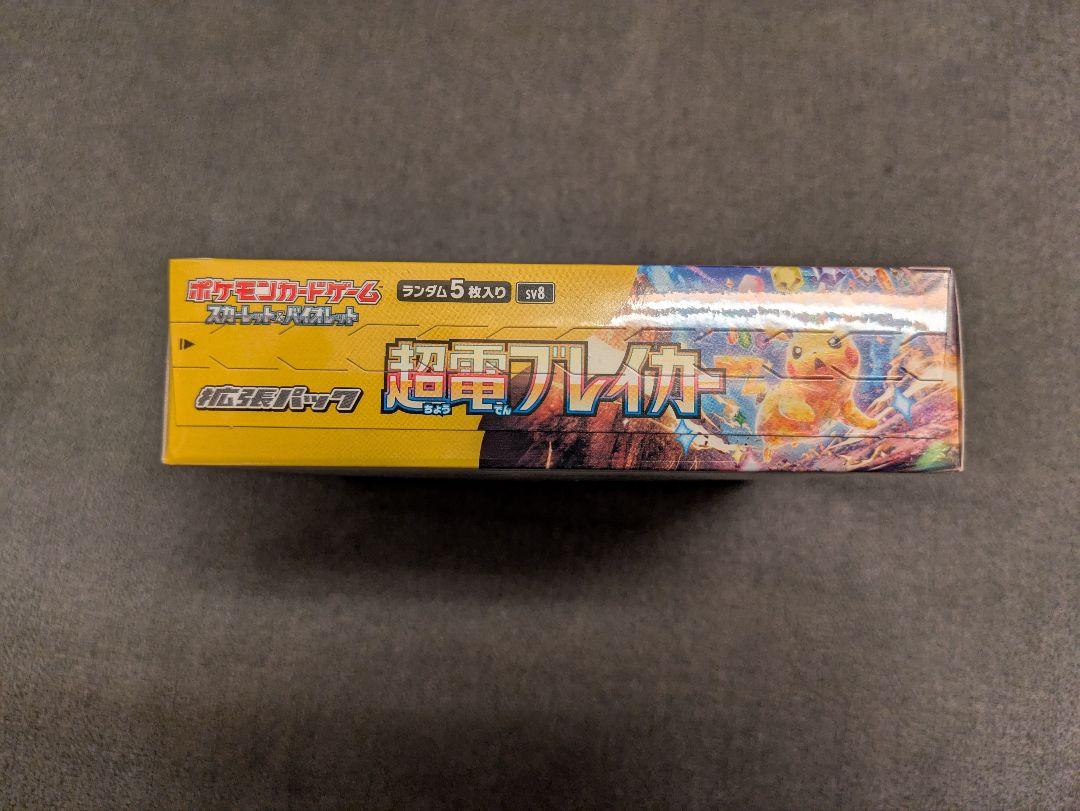 ポケモンカードゲーム
スカーレット&バイオレット
ランダム5枚入り
sv8
拡張パック
超電ブレイカー
ちょう でん